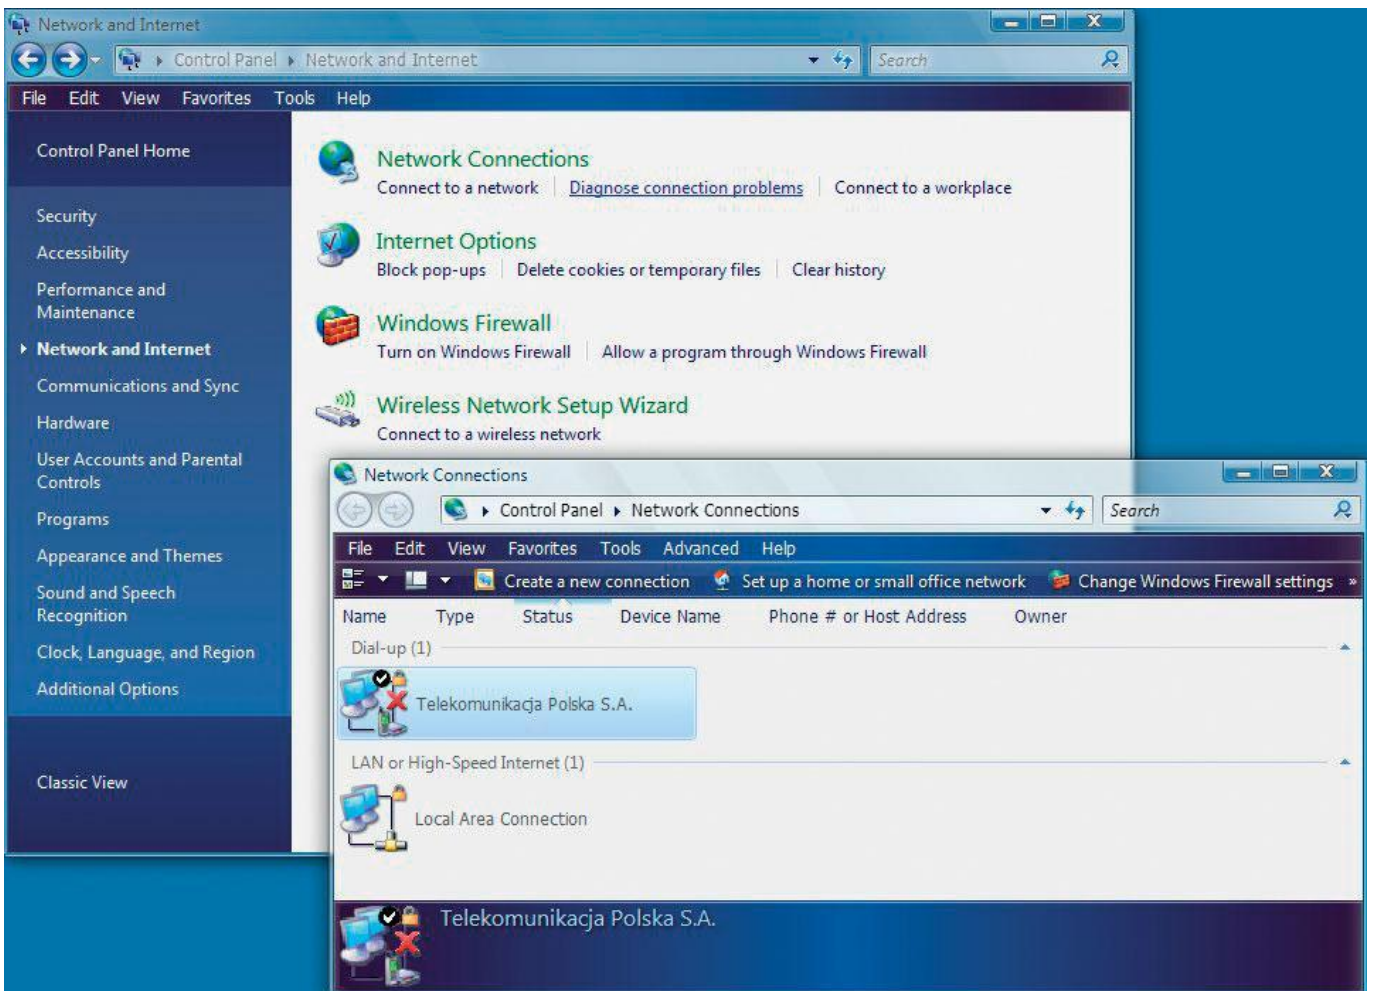 Network and Internet
Control Panel Network and Internet Search
File Edit View Favorites Tools Help
Control Panel Home
Security
Accessibility
Performance and
Maintenance
Network and Internet
Communications and Sync
Hardware
User Accounts and Parental
Controls
Programs
Appearance and Themes
Sound and Speech
Recognition
Clock, Language, and Region
Additional Options
Classic View
Network Connections
Connect to a network Diagnose connection problems Connect to a workplace
Internet Options
Block pop-ups Delete cookies or temporary files Clear history
Windows Firewall
Turn on Windows Firewall Allow a program through Windows Firewall
Wireless Network Setup Wizard
Connect to a wireless network
Network Connections
Control Panel Network Connections Search
File Edit View Favorites Tools Advanced Help
Create a new connection Set up a home or small office network Change Windows Firewall settings »
Name Type Status Device Name Phone # or Host Address Owner
Dial-up (1)
Telekomunikacja Polska S.A.
LAN or High-Speed Internet (1)
Local Area Connection
Telekomunikacja Polska S.A.